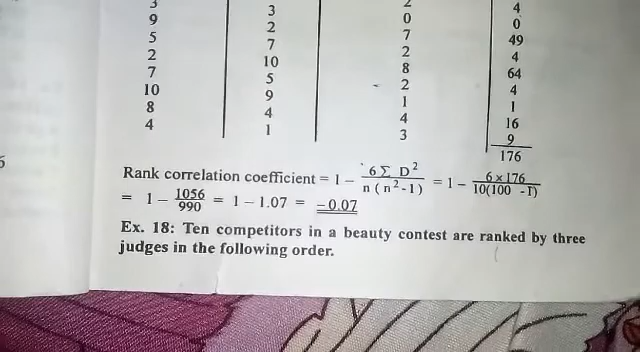 2 4
3 3 0 0
9 2 7 49
5 7 2 4
2 10 8 64
7 5 2 4
10 9 1 1
8 4 4 16
4 1 3 9
176
Rank correlation coefficient = 1 – 6 Σ D² / n ( n² -1 ) = 1 – 6 × 176 / 10(100 - 1)
= 1 – 1056 / 990 = 1 – 1.07 = –0.07
Ex. 18: Ten competitors in a beauty contest are ranked by three
judges in the following order.